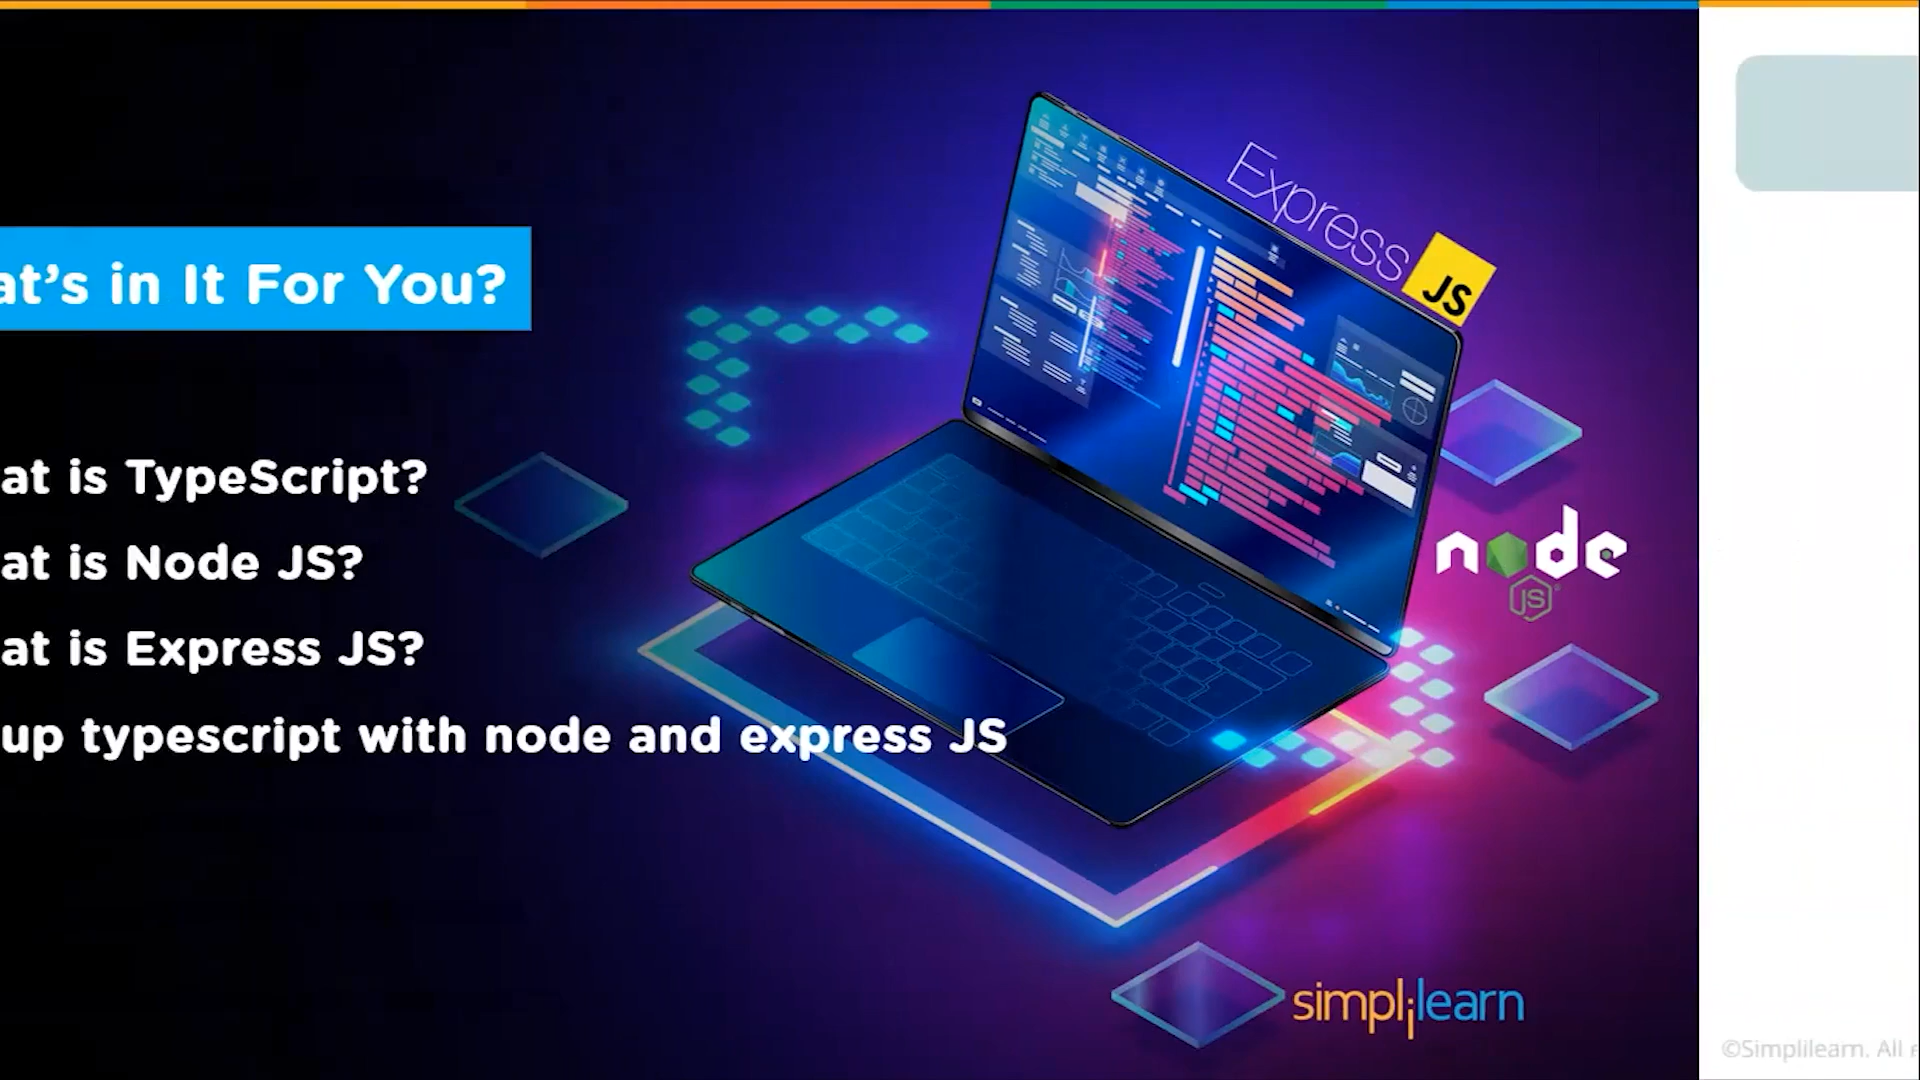 at's in It For You?
at is TypeScript?
at is Node JS?
at is Express JS?
up typescript with node and express JS
Express
JS
node
JS
simplilearn
©Simplilearn. All